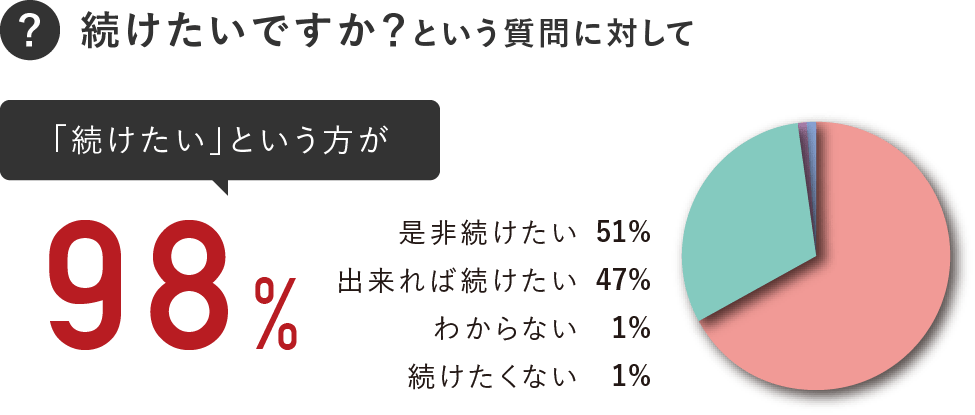 ? 続けたいですか?という質問に対して
「続けたい」という方が
98%
是非続けたい 51%
出来れば続けたい 47%
わからない 1%
続けたくない 1%